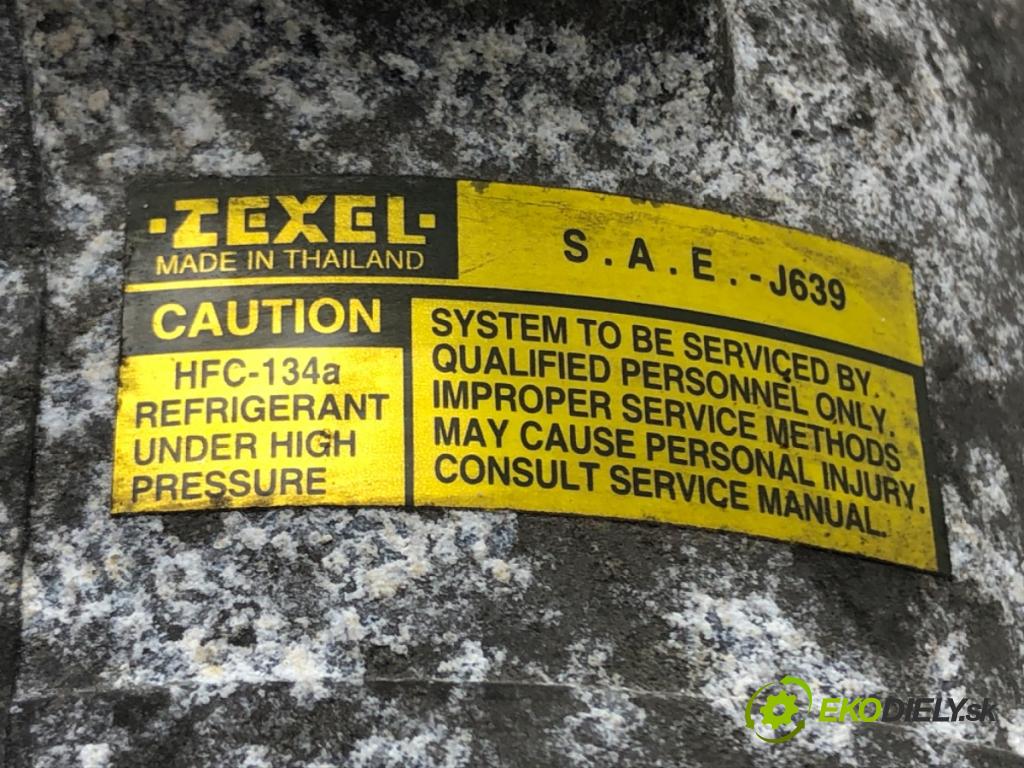 ·ZEXEL·
MADE IN THAILAND
S.A.E.-J639
CAUTION
HFC-134a
REFRIGERANT
UNDER HIGH
PRESSURE
SYSTEM TO BE SERVICED BY
QUALIFIED PERSONNEL ONLY.
IMPROPER SERVICE METHODS
MAY CAUSE PERSONAL INJURY.
CONSULT SERVICE MANUAL.
EKODIELY.sk